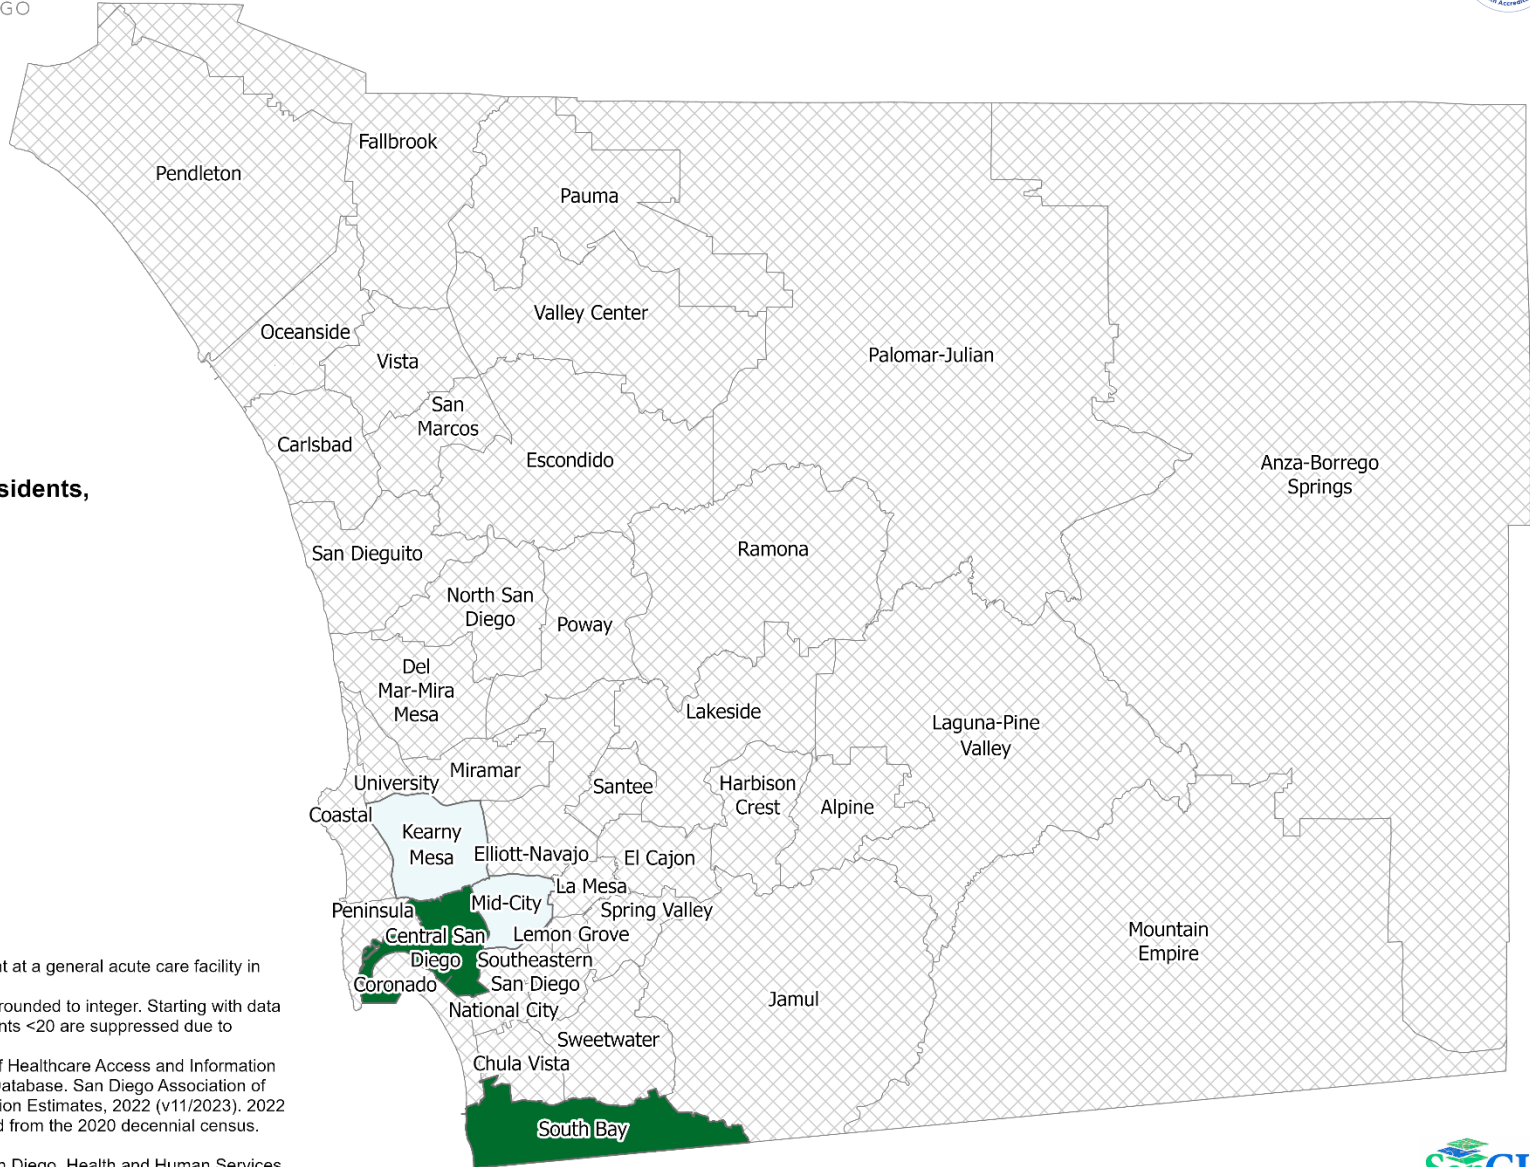 GO
Accredit
Fallbrook
Pendleton
Pauma
Valley Center
Oceanside
Palomar-Julian
Vista
San
Marcos
Carlsbad
Escondido
Anza-Borrego
Springs
sidents,
San Dieguito
Ramona
North San
Diego
Poway
Del
Mar-Mira
Mesa
Lakeside
Laguna-Pine
Valley
Miramar
University
Santee
Harbison
Crest
Alpine
Coastal
Kearny
Mesa
Elliott-Navajo
El Cajon
La Mesa
Mid-City
Peninsula
Spring Valley
Central San
Diego
Lemon Grove
Mountain
Empire
Southeastern
San Diego
Coronado
Jamul
National City
Sweetwater
Chula Vista
South Bay
t at a general acute care facility in
rounded to integer. Starting with data
nts <20 are suppressed due to
f Healthcare Access and Information
atabase. San Diego Association of
ion Estimates, 2022 (v11/2023). 2022
d from the 2020 decennial census.
n Diego, Health and Human Services